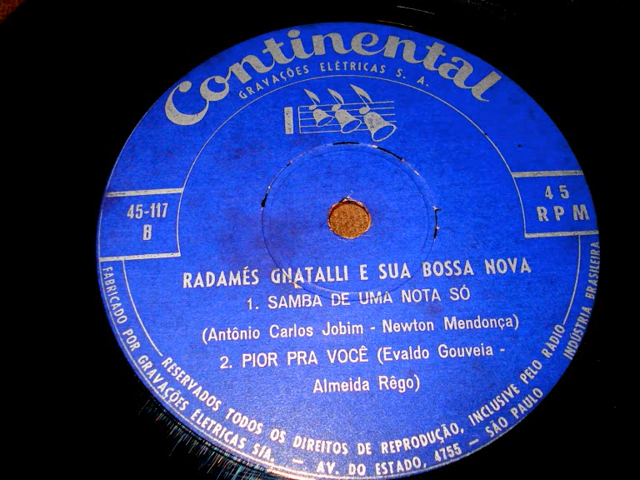 Continental
GRAVAÇÕES ELÉTRICAS S. A.
45-117
B
45
RPM
RADAMÉS GNATALLI E SUA BOSSA NOVA
1. SAMBA DE UMA NOTA SÓ
(Antônio Carlos Jobim - Newton Mendonça)
2. PIOR PRA VOCÊ (Evaldo Gouveia -
Almeida Rêgo)
RESERVADOS TODOS OS DIREITOS DE REPRODUÇÃO, INCLUSIVE PELO RÁDIO
FABRICADO POR GRAVAÇÕES ELETRICAS S/A. — AV. DO ESTADO, 4755 — SÃO PAULO — INDÚSTRIA BRASILEIRA